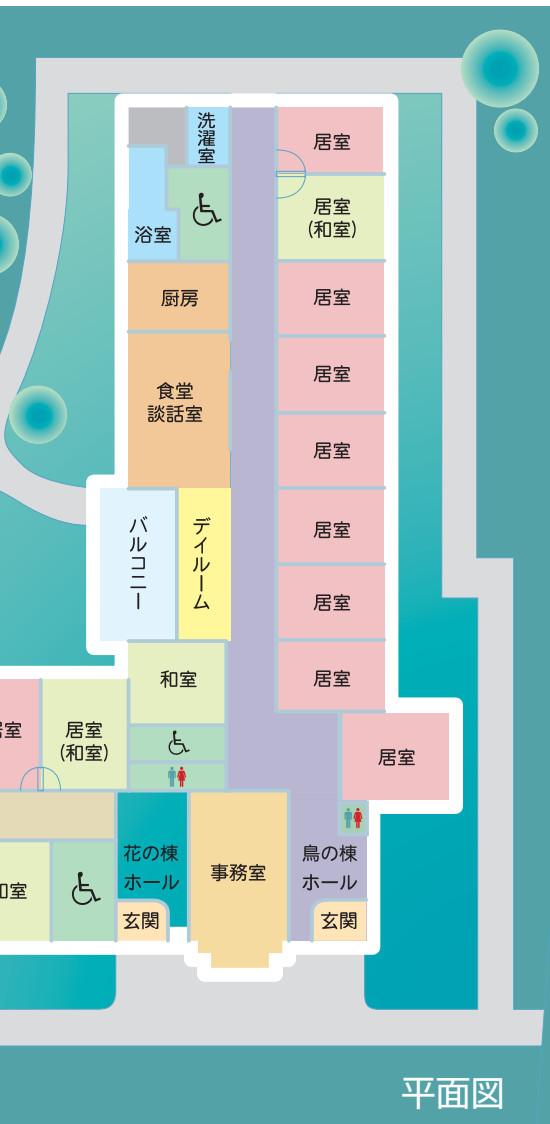 洗濯室
居室
居室
(和室)
浴室
厨房
居室
居室
食堂
談話室
居室
バルコニー
デイルーム
居室
居室
和室
居室
室
居室
(和室)
居室
花の棟
ホール
事務室
鳥の棟
ホール
和室
玄関
玄関
平面図